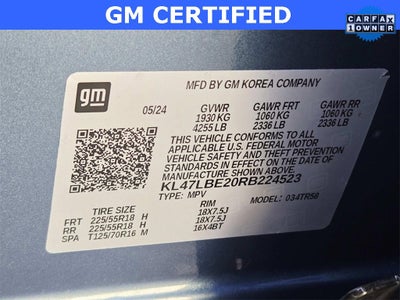 GM CERTIFIED
CARFAX
1 OWNER
gm
MFD BY GM KOREA COMPANY
05/24 GVWR GAWR FRT GAWR RR
1930 KG 1060 KG 1060 KG
4255 LB 2336 LB 2336 LB
THIS VEHICLE CONFORMS TO ALL
APPLICABLE U.S. FEDERAL MOTOR
VEHICLE SAFETY AND THEFT PREVENTION
STANDARDS IN EFFECT ON THE DATE OF
MANUFACTURE SHOWN ABOVE.
KL47LBE20RB224523
TYPE: MPV MODEL: 034TR58
TIRE SIZE RIM
FRT 225/55R18 H 18X7.5J
RR 225/55R18 H 18X7.5J
SPA T125/70R16 M 16X4BT